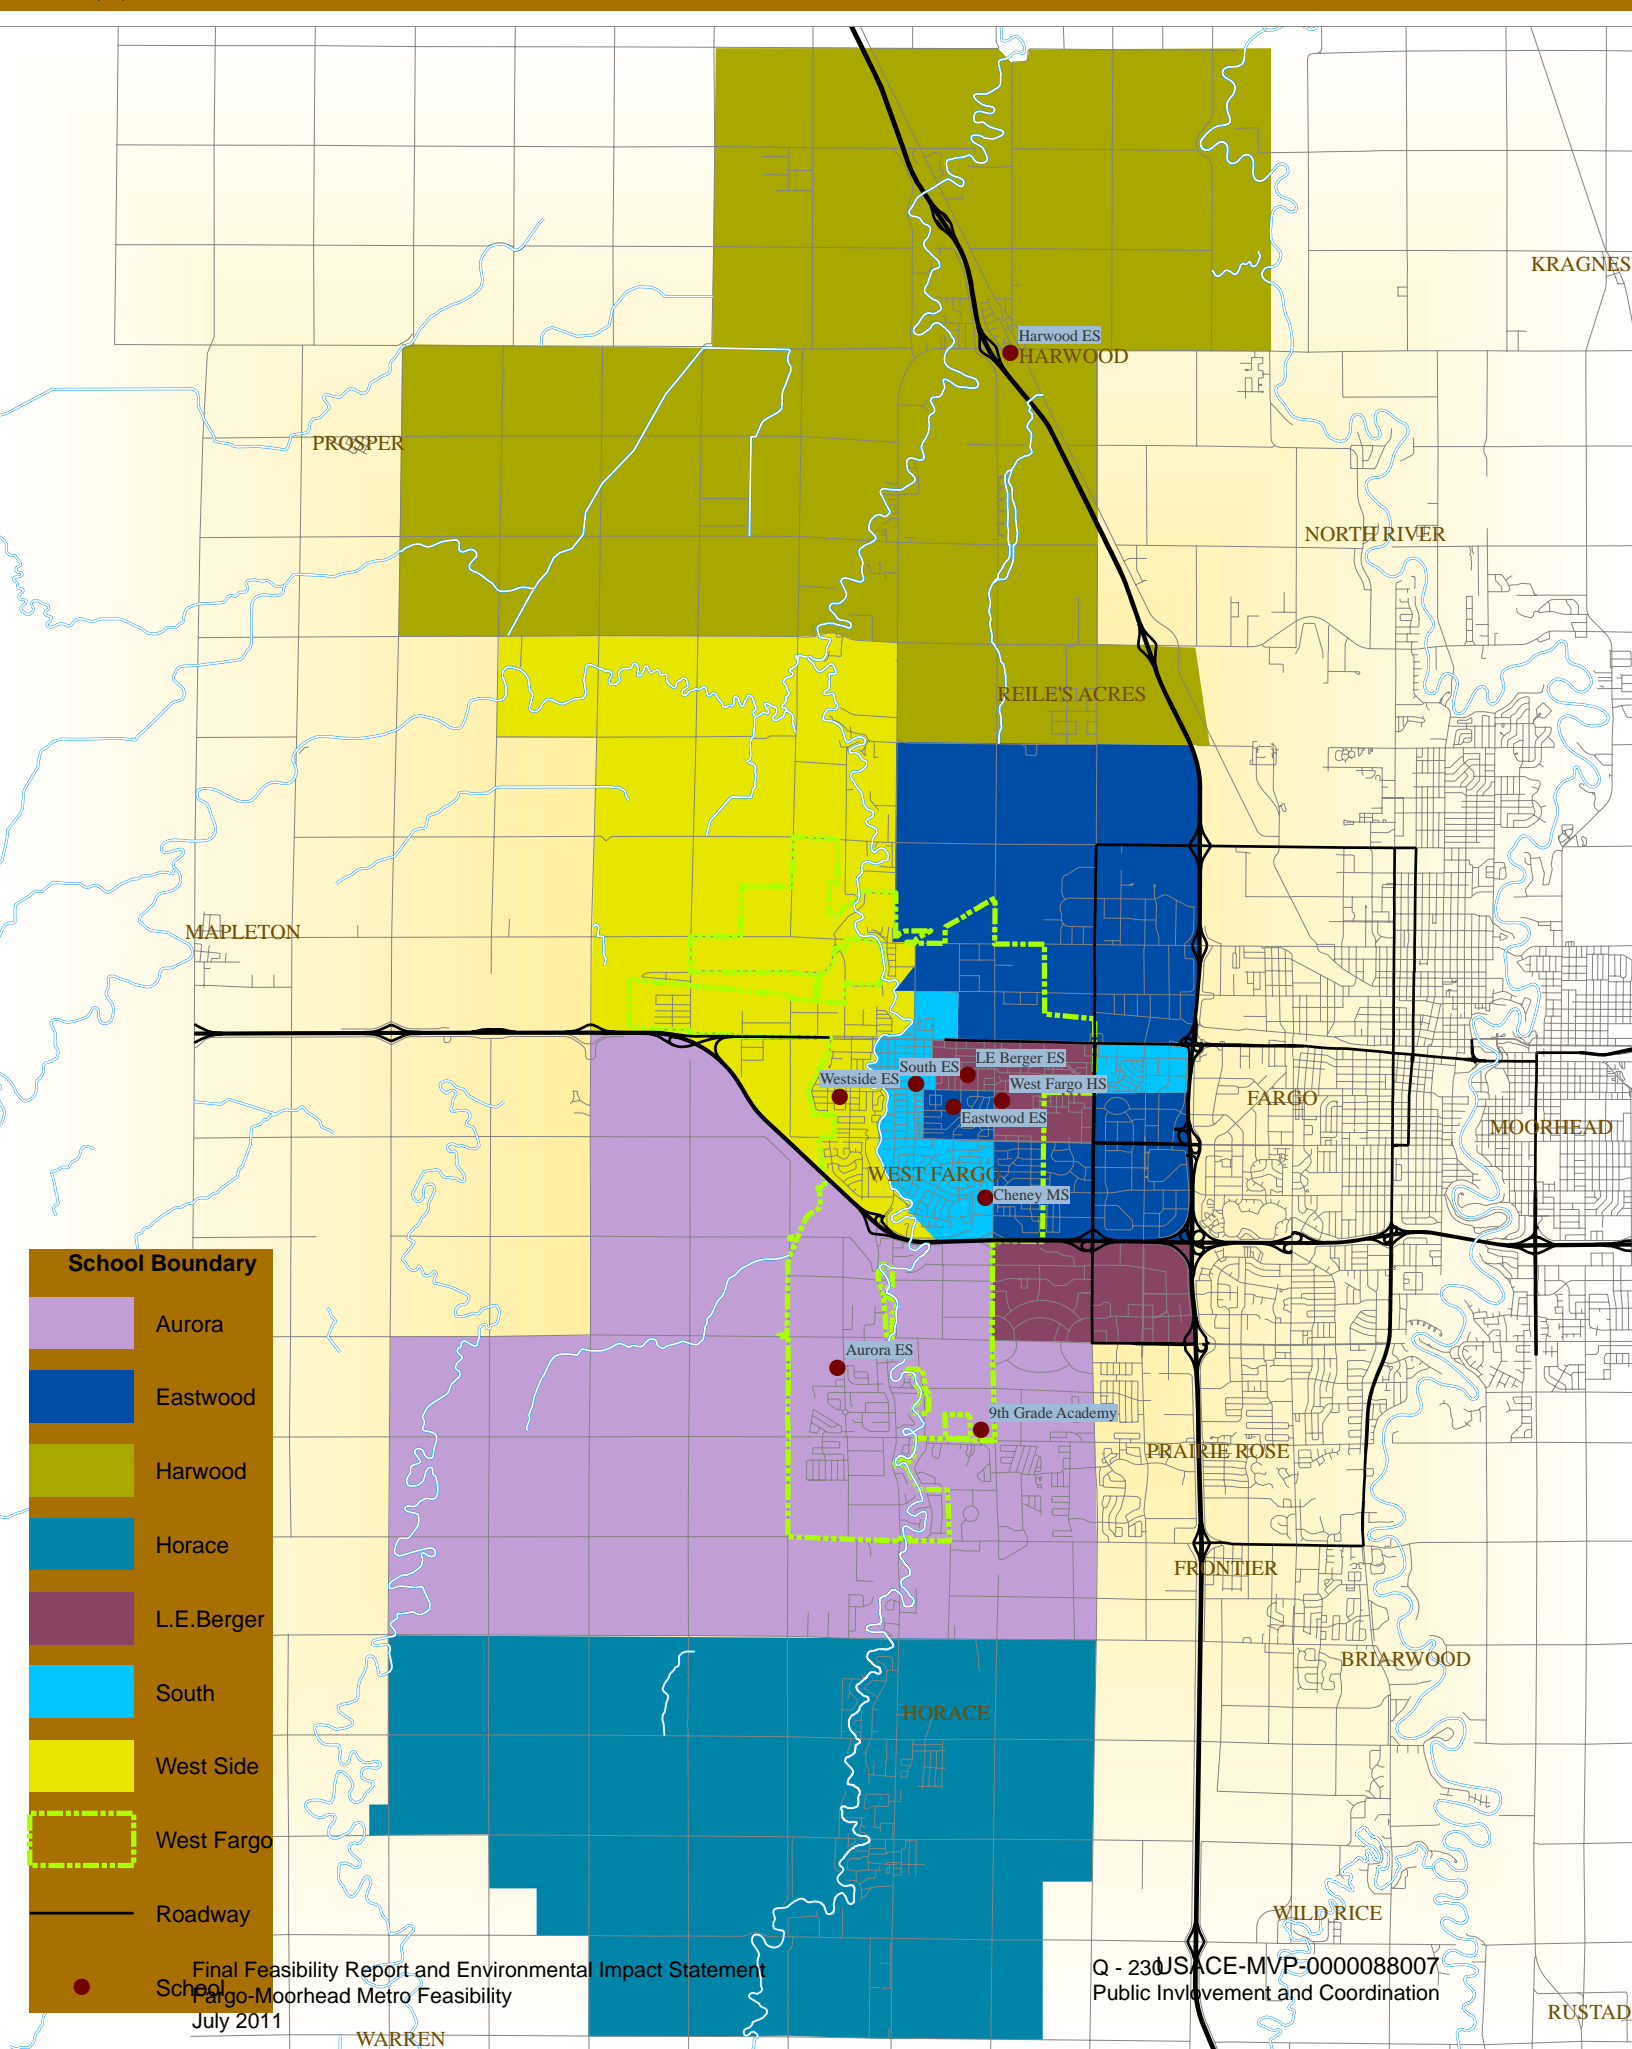 KRAGNES
Harwood ES
HARWOOD
PROSPER
NORTH RIVER
REILE'S ACRES
MAPLETON
LE Berger ES
South ES
Westside ES
West Fargo HS
Eastwood ES
FARGO
MOORHEAD
WEST FARGO
Cheney MS
School Boundary
Aurora
Eastwood
Harwood
Horace
L.E.Berger
South
West Side
West Fargo
Roadway
School
Aurora ES
9th Grade Academy
PRAIRIE ROSE
FRONTIER
BRIARWOOD
HORACE
WILD RICE
Final Feasibility Report and Environmental Impact Statement
Fargo-Moorhead Metro Feasibility
July 2011
Q - 230
USACE-MVP-0000088007
Public Invlovement and Coordination
RUSTAD
WARREN